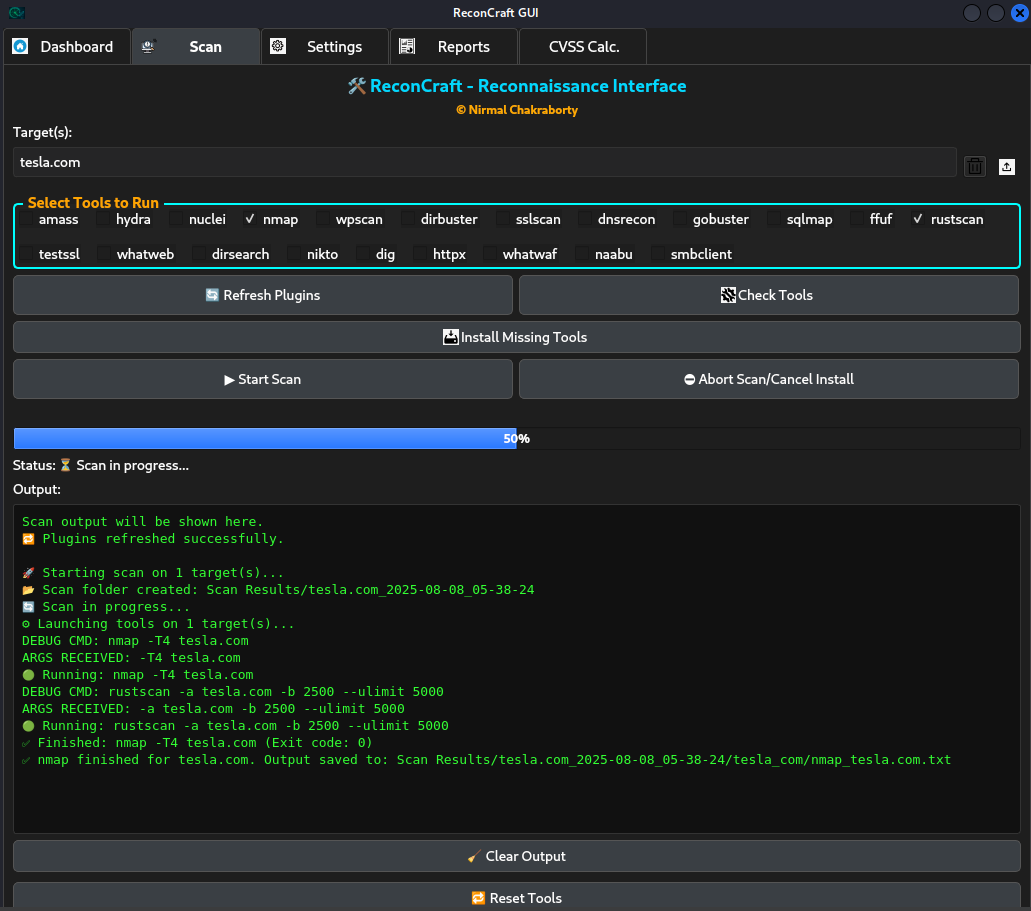 ReconCraft GUI
Dashboard Scan Settings Reports CVSS Calc.
🛠️ ReconCraft - Reconnaissance Interface
© Nirmal Chakraborty
Target(s):
tesla.com
Select Tools to Run
amass hydra nuclei ✓ nmap wpscan dirbuster sslscan dnsrecon gobuster sqlmap ffuf ✓ rustscan
testssl whatweb dirsearch nikto dig httpx whatwaf naabu smbclient
🔄 Refresh Plugins Check Tools
Install Missing Tools
▶ Start Scan ⛔ Abort Scan/Cancel Install
50%
Status: ⏳ Scan in progress...
Output:
Scan output will be shown here.
🔁 Plugins refreshed successfully.
🚀 Starting scan on 1 target(s)...
📂 Scan folder created: Scan Results/tesla.com_2025-08-08_05-38-24
🔄 Scan in progress...
⚙ Launching tools on 1 target(s)...
DEBUG CMD: nmap -T4 tesla.com
ARGS RECEIVED: -T4 tesla.com
🟢 Running: nmap -T4 tesla.com
DEBUG CMD: rustscan -a tesla.com -b 2500 --ulimit 5000
ARGS RECEIVED: -a tesla.com -b 2500 --ulimit 5000
🟢 Running: rustscan -a tesla.com -b 2500 --ulimit 5000
✅ Finished: nmap -T4 tesla.com (Exit code: 0)
✅ nmap finished for tesla.com. Output saved to: Scan Results/tesla.com_2025-08-08_05-38-24/tesla_com/nmap_tesla.com.txt
🧹 Clear Output
🔁 Reset Tools